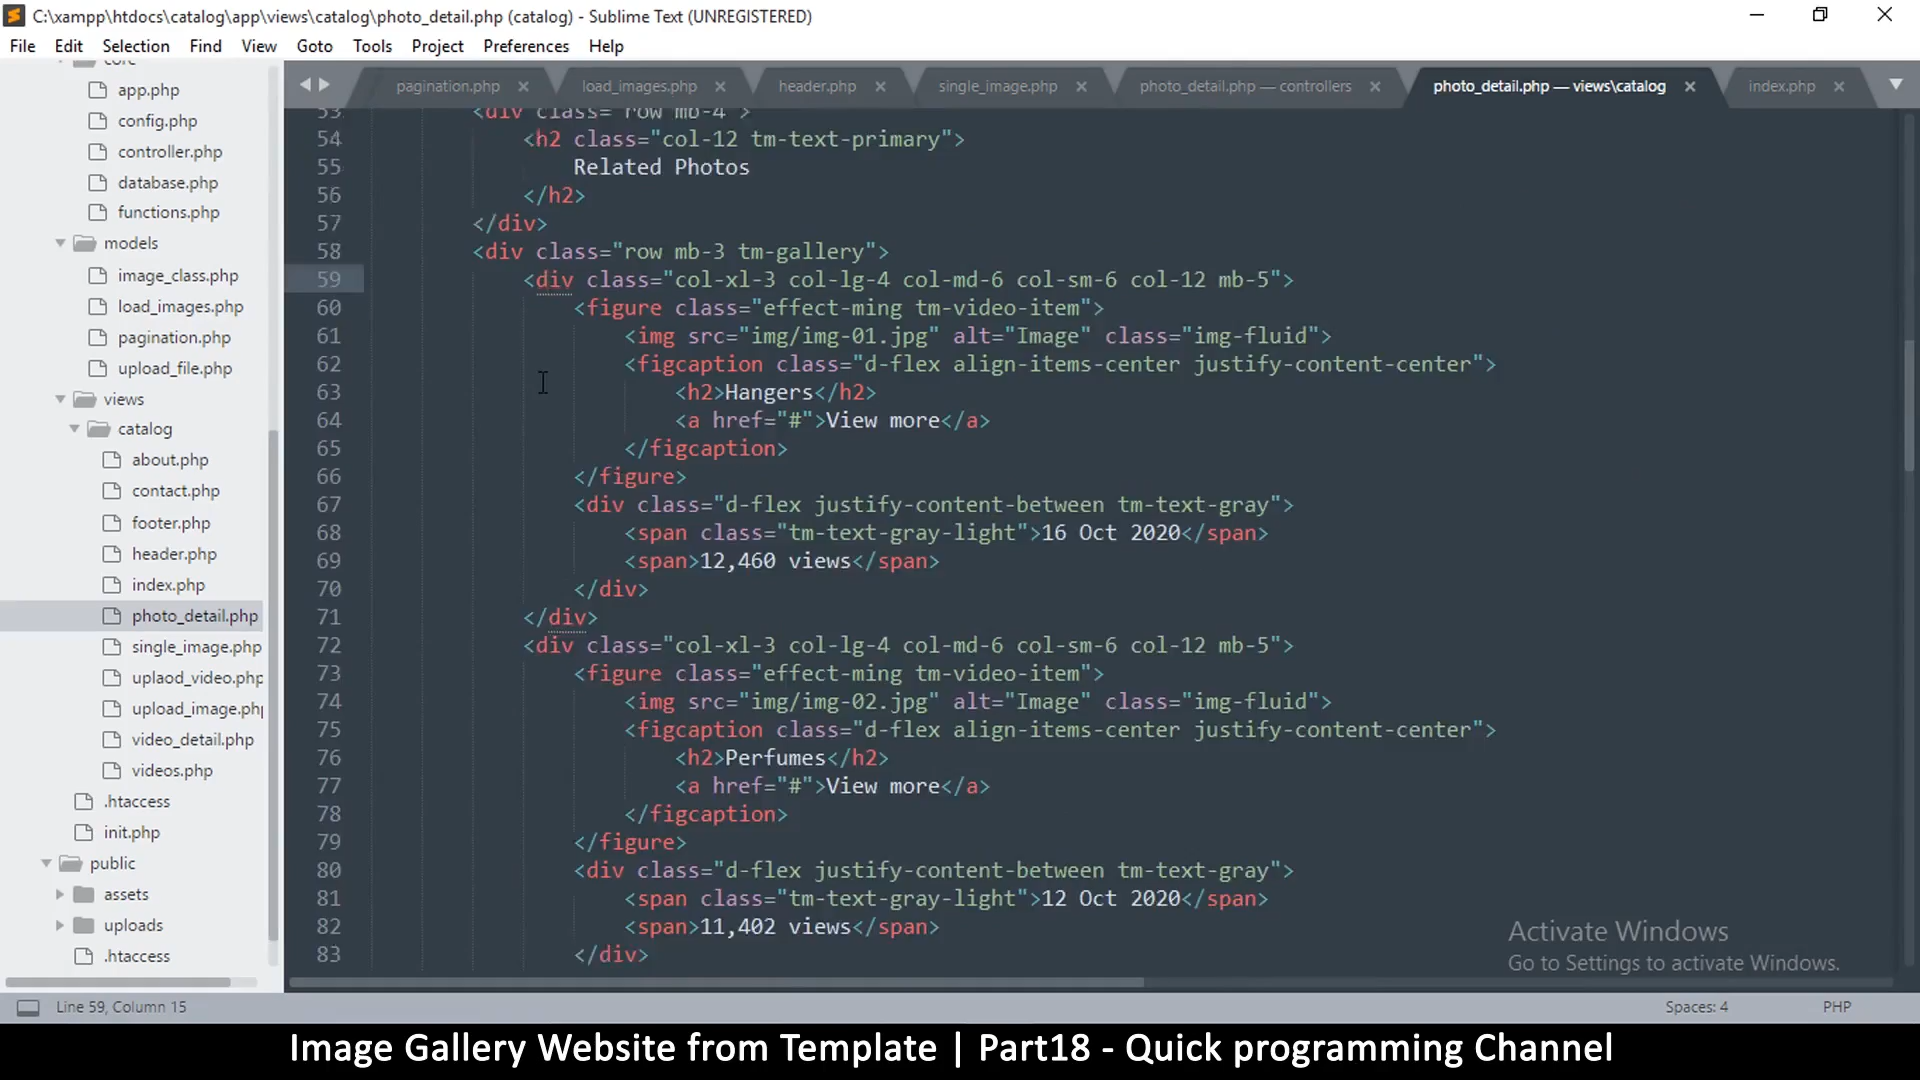 C:\xampp\htdocs\catalog\app\views\catalog\photo_detail.php (catalog) - Sublime Text (UNREGISTERED)
File Edit Selection Find View Goto Tools Project Preferences Help
core
app.php
config.php
controller.php
database.php
functions.php
models
image_class.php
load_images.php
pagination.php
upload_file.php
views
catalog
about.php
contact.php
footer.php
header.php
index.php
photo_detail.php
single_image.php
uplaod_video.php
upload_image.php
video_detail.php
videos.php
.htaccess
init.php
public
assets
uploads
.htaccess
pagination.php load_images.php header.php single_image.php photo_detail.php — controllers photo_detail.php — views\catalog index.php
53 <div class="row mb-4">
54 <h2 class="col-12 tm-text-primary">
55 Related Photos
56 </h2>
57 </div>
58 <div class="row mb-3 tm-gallery">
59 <div class="col-xl-3 col-lg-4 col-md-6 col-sm-6 col-12 mb-5">
60 <figure class="effect-ming tm-video-item">
61 <img src="img/img-01.jpg" alt="Image" class="img-fluid">
62 <figcaption class="d-flex align-items-center justify-content-center">
63 <h2>Hangers</h2>
64 <a href="#">View more</a>
65 </figcaption>
66 </figure>
67 <div class="d-flex justify-content-between tm-text-gray">
68 <span class="tm-text-gray-light">16 Oct 2020</span>
69 <span>12,460 views</span>
70 </div>
71 </div>
72 <div class="col-xl-3 col-lg-4 col-md-6 col-sm-6 col-12 mb-5">
73 <figure class="effect-ming tm-video-item">
74 <img src="img/img-02.jpg" alt="Image" class="img-fluid">
75 <figcaption class="d-flex align-items-center justify-content-center">
76 <h2>Perfumes</h2>
77 <a href="#">View more</a>
78 </figcaption>
79 </figure>
80 <div class="d-flex justify-content-between tm-text-gray">
81 <span class="tm-text-gray-light">12 Oct 2020</span>
82 <span>11,402 views</span>
83 </div>
Activate Windows
Go to Settings to activate Windows.
Line 59, Column 15 Spaces: 4 PHP
Image Gallery Website from Template | Part18 - Quick programming Channel